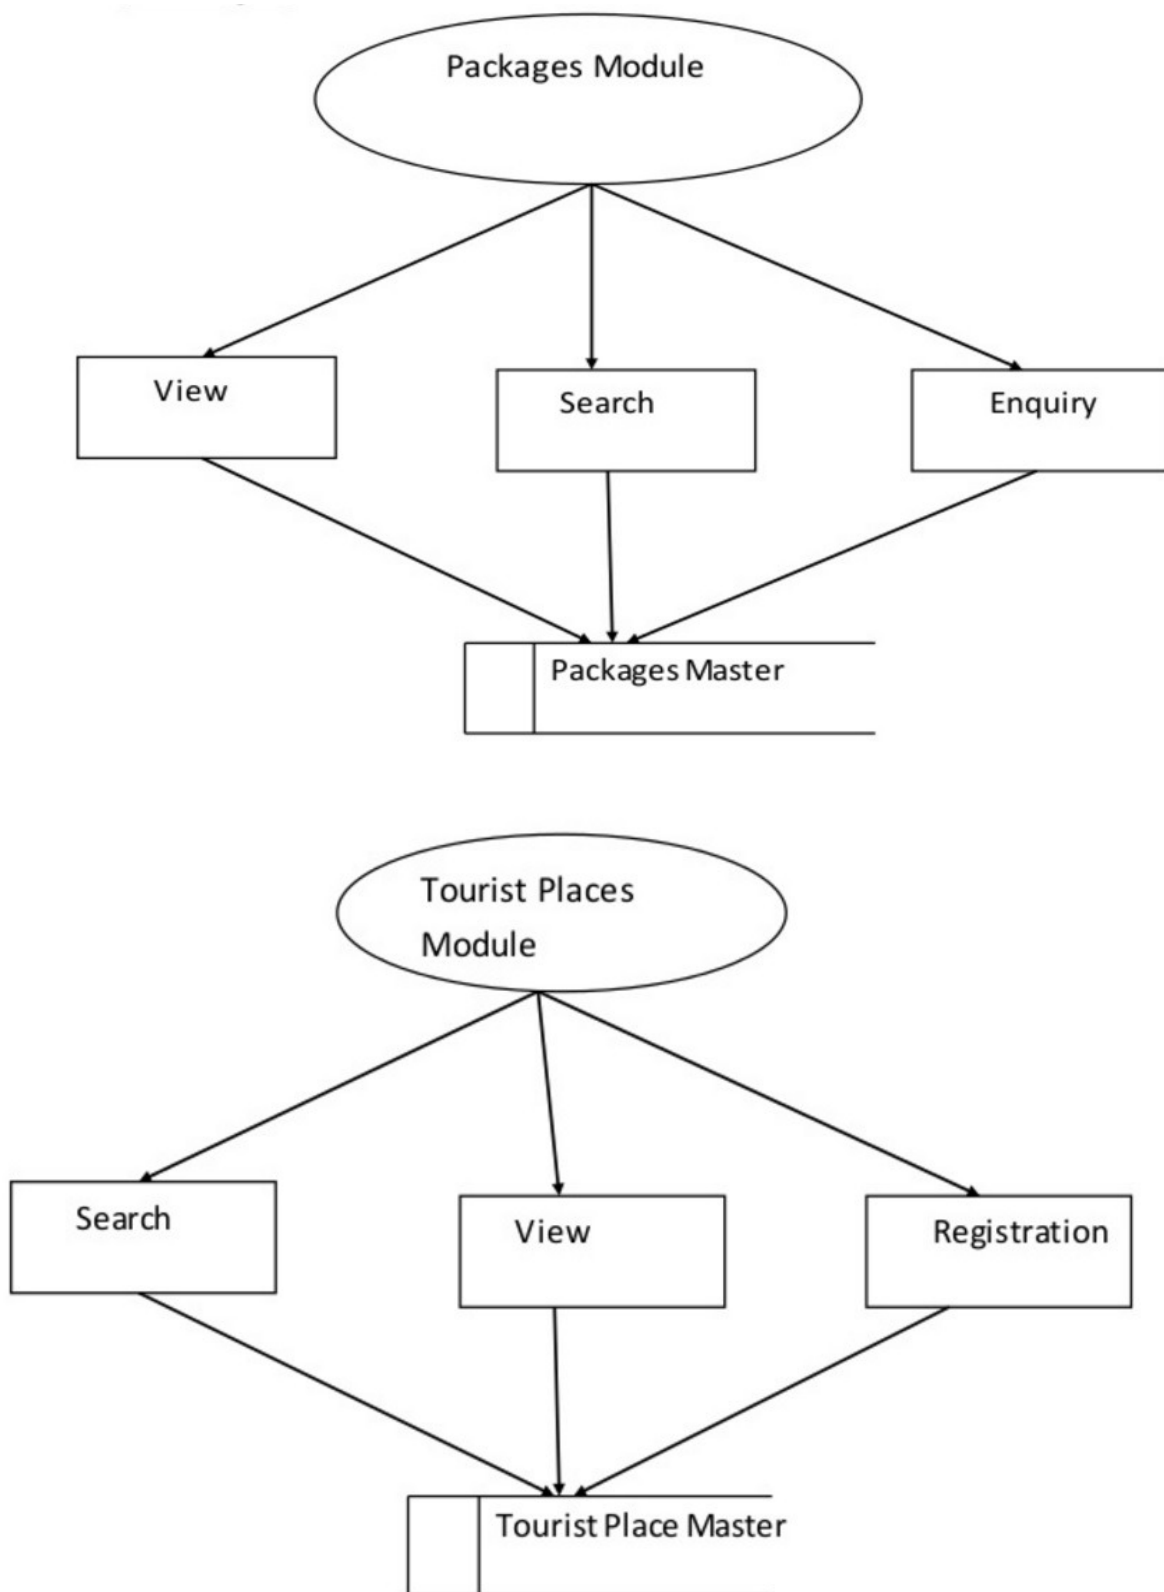 Packages Module
View
Search
Enquiry
Packages Master
Tourist Places
Module
Search
View
Registration
Tourist Place Master